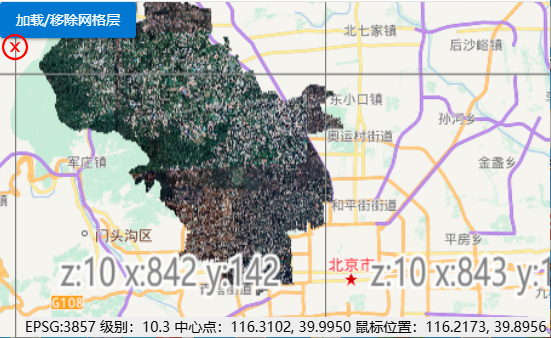 加载/移除网格层
x
北七家镇
后沙峪镇
东小口镇
孙河乡
奥运村街道
军庄镇
金盏乡
镇
和平街街道
门头沟区
平房乡
北京市
z:10 x:842 y:142
z:10 x:843 y:1
G108
九
EPSG:3857 级别：10.3 中心点：116.3102, 39.9950 鼠标位置：116.2173, 39.8956